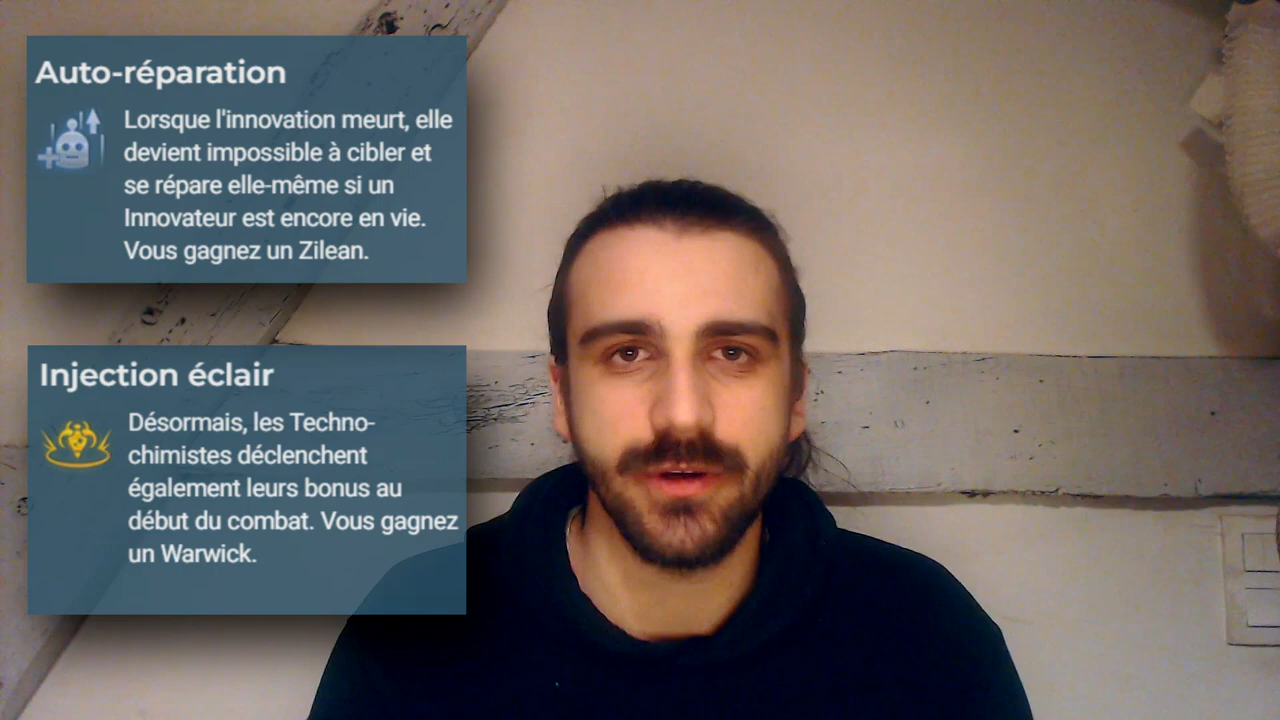 Auto-réparation
Lorsque l'innovation meurt, elle
devient impossible à cibler et
se répare elle-même si un
Innovateur est encore en vie.
Vous gagnez un Zilean.
Injection éclair
Désormais, les Techno-
chimistes déclenchent
également leurs bonus au
début du combat. Vous gagnez
un Warwick.